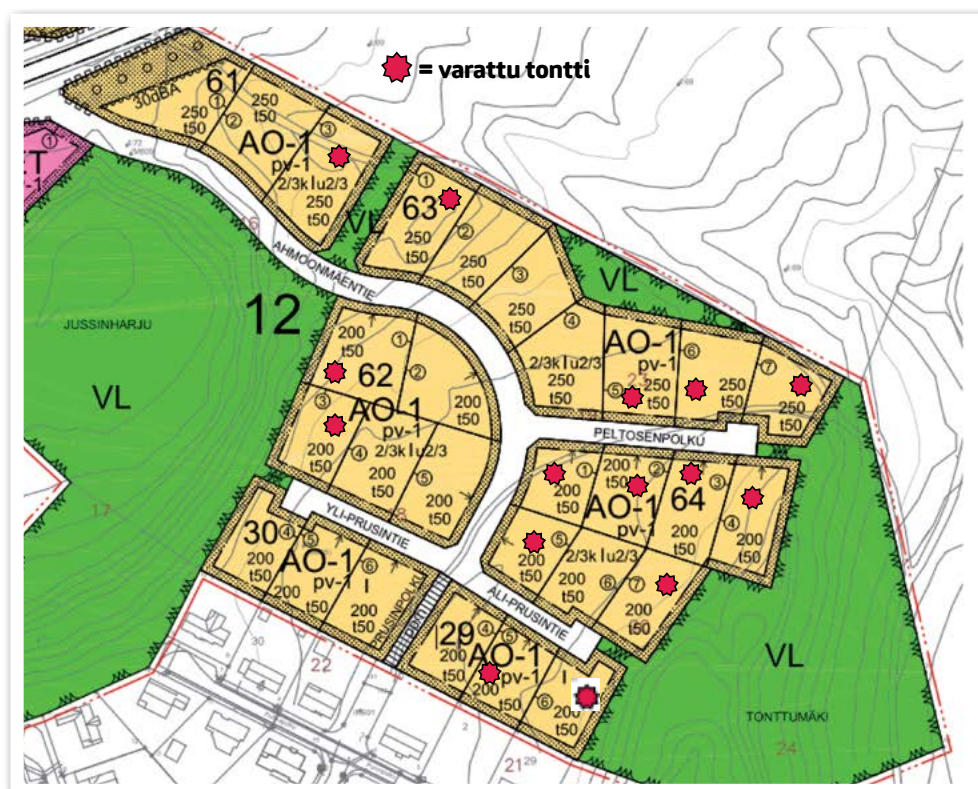 = varattu tontti
61
30dBA
①
250
t50
②
250
t50
③
AO-1
pv-1
2/3k I u2/3
250
t50
①
T
VL
①
63
250
t50
②
250
t50
③
250
t50
④
VL
AHMOONMÄENTIE
16
12
JUSSINHARJU
VL
17
200
t50
①
62
②
③
AO-1
pv-1
2/3k I u2/3
200
t50
200
t50
④
200
t50
⑤
200
t50
AO-1
pv-1
2/3k I u2/3
250
t50
⑤
23
250
t50
⑥
250
t50
⑦
250
t50
PELTOSENPOLKU
①
200
t50
200
t50
②
64
③
AO-1
pv-1
200
t50
④
200
t50
⑤
2/3k I u2/3
200
t50
200
t50
⑥
⑦
200
t50
YLI-PRUSINTIE
ALI-PRUSINTIE
30
④
⑤
AO-1
pv-1
I
⑥
200
t50
200
t50
200
t50
PRUSINPOLKU
29
④
⑤
AO-1
pv-1
I
200
t50
200
t50
⑥
200
t50
VL
TONTTUMÄKI
24
30
22
2
21
29